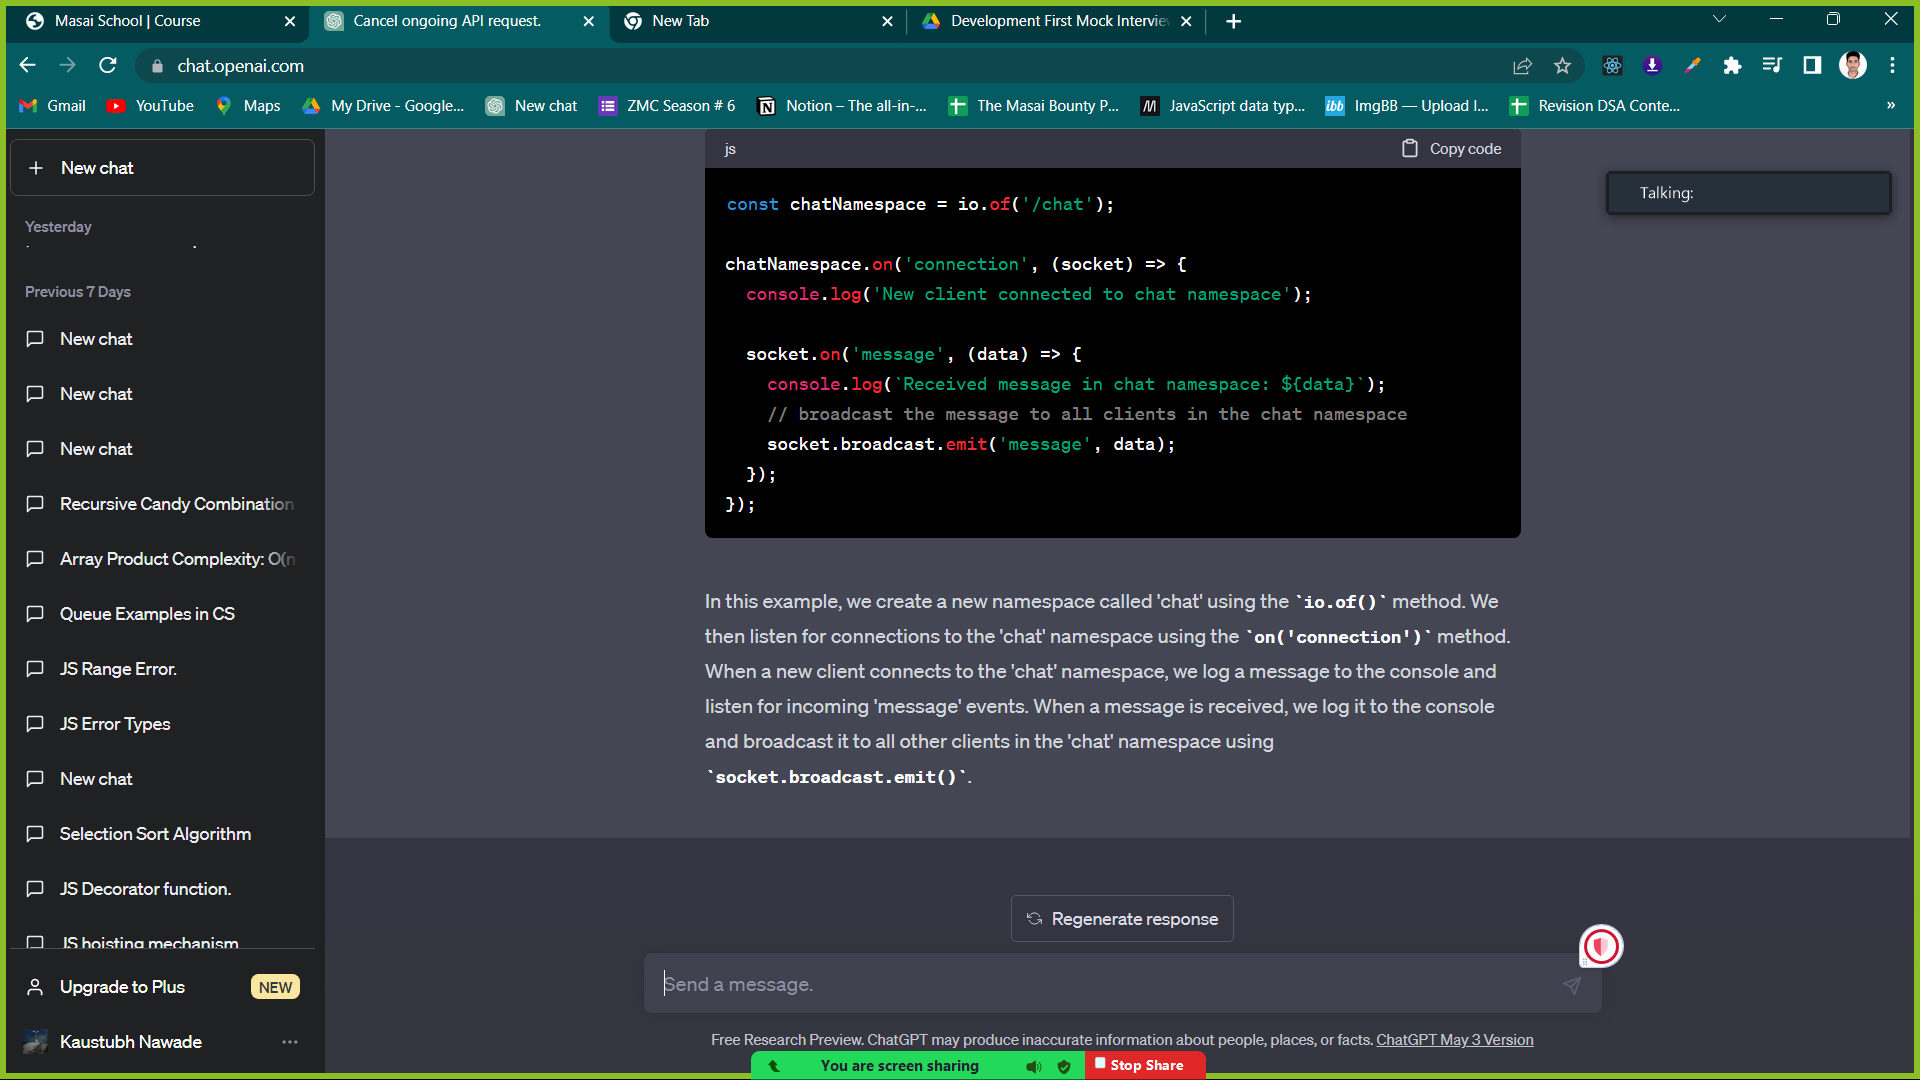 Masai School | Course
Cancel ongoing API request.
New Tab
Development First Mock Interview
chat.openai.com
Gmail
YouTube
Maps
My Drive - Google...
New chat
ZMC Season # 6
Notion – The all-in-...
The Masai Bounty P...
JavaScript data typ...
ibb ImgBB — Upload I...
Revision DSA Conte...
»
New chat
Yesterday
Previous 7 Days
New chat
New chat
New chat
Recursive Candy Combination
Array Product Complexity: O(n
Queue Examples in CS
JS Range Error.
JS Error Types
New chat
Selection Sort Algorithm
JS Decorator function.
JS hoisting mechanism
Upgrade to Plus
NEW
Kaustubh Nawade
js
Copy code
const chatNamespace = io.of('/chat');
chatNamespace.on('connection', (socket) => {
console.log('New client connected to chat namespace');
socket.on('message', (data) => {
console.log(`Received message in chat namespace: ${data}`);
// broadcast the message to all clients in the chat namespace
socket.broadcast.emit('message', data);
});
});
In this example, we create a new namespace called 'chat' using the `io.of()` method. We
then listen for connections to the 'chat' namespace using the `on('connection')` method.
When a new client connects to the 'chat' namespace, we log a message to the console and
listen for incoming 'message' events. When a message is received, we log it to the console
and broadcast it to all other clients in the 'chat' namespace using
`socket.broadcast.emit()`.
Talking:
Regenerate response
Send a message.
Free Research Preview. ChatGPT may produce inaccurate information about people, places, or facts. ChatGPT May 3 Version
You are screen sharing
Stop Share